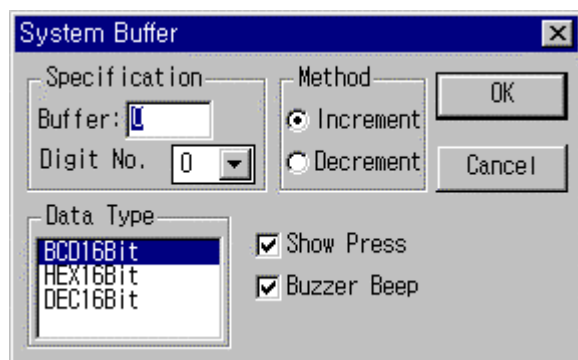 System Buffer
Specification
Buffer: 0
Digit No. 0
Method
Increment
Decrement
OK
Cancel
Data Type
BCD16Bit
HEX16Bit
DEC16Bit
Show Press
Buzzer Beep